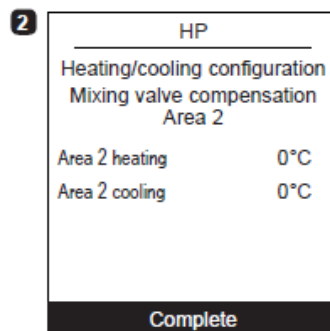 2
HP
Heating/cooling configuration
Mixing valve compensation
Area 2
Area 2 heating 0°C
Area 2 cooling 0°C
Complete